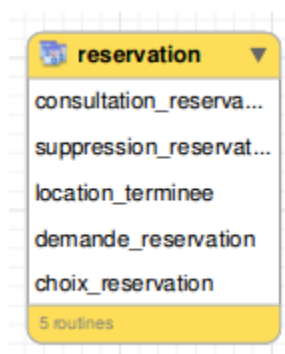 reservation
consultation_reserva...
suppression_reservat...
location_terminee
demande_reservation
choix_reservation
5 routines